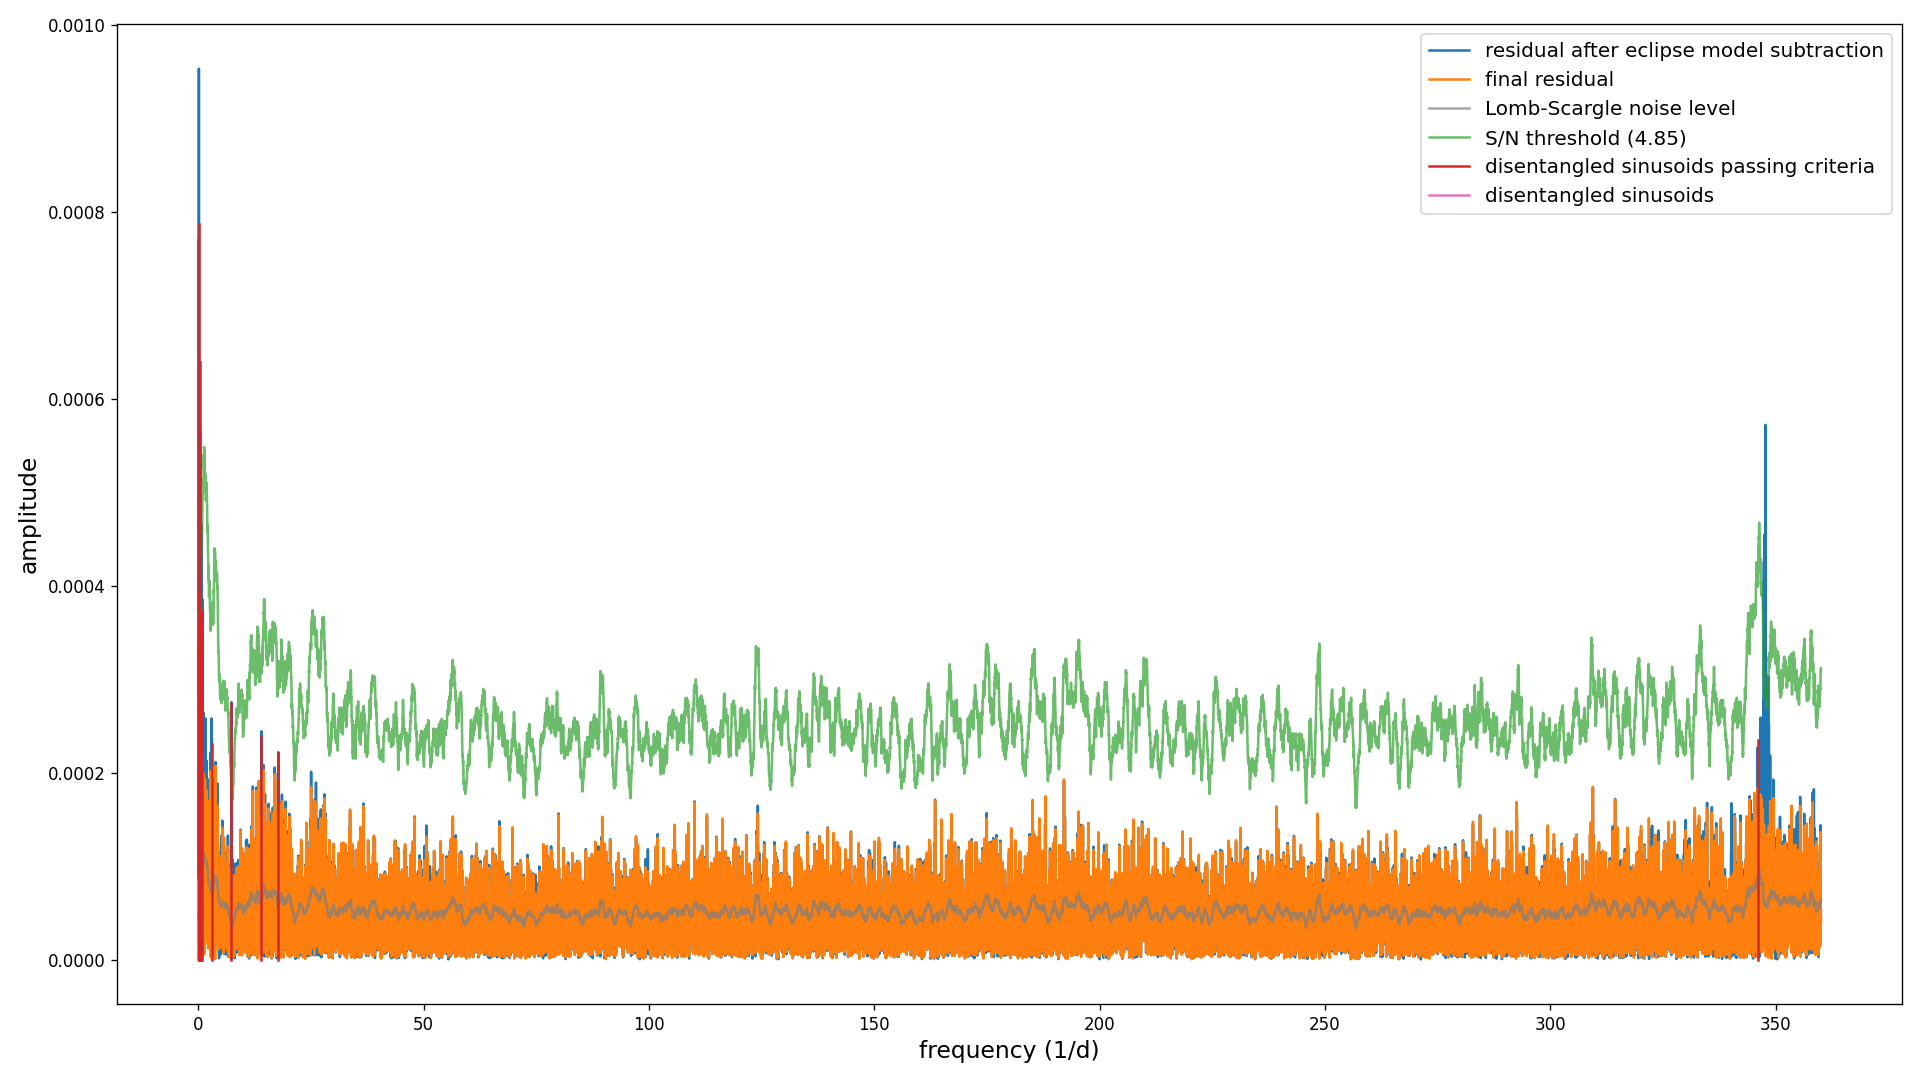 0.0010
0.0008
0.0006
0.0004
0.0002
0.0000
amplitude
0
50
100
150
200
250
300
350
frequency (1/d)
residual after eclipse model subtraction
final residual
Lomb-Scargle noise level
S/N threshold (4.85)
disentangled sinusoids passing criteria
disentangled sinusoids